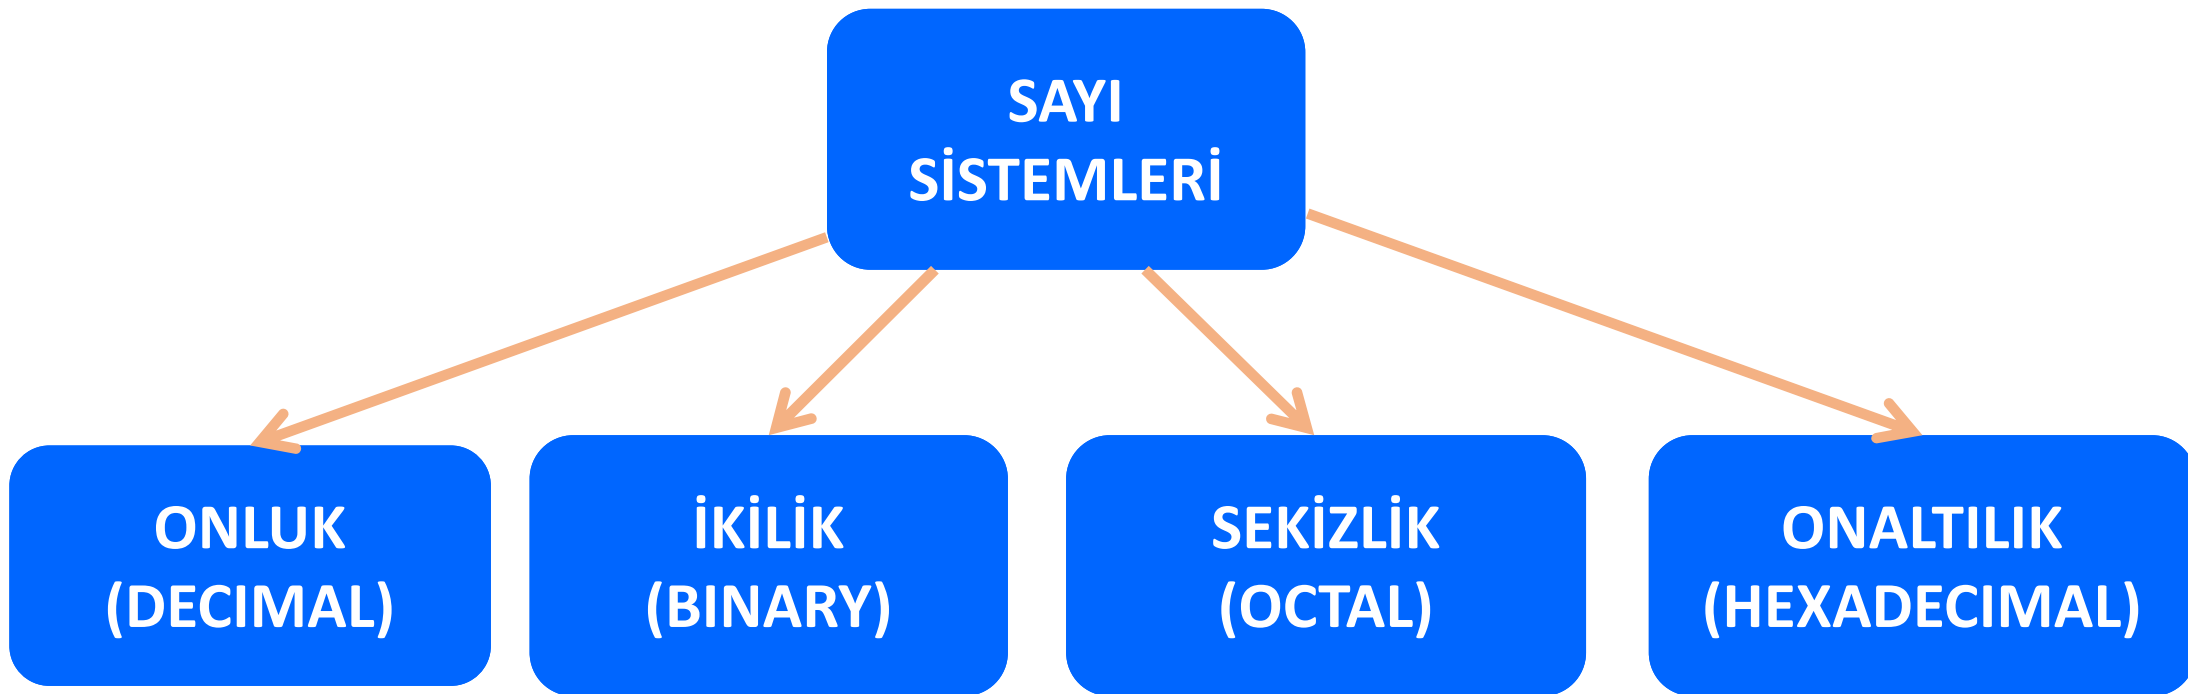 SAYI
SİSTEMLERİ
ONLUK
(DECIMAL)
İKİLİK
(BINARY)
SEKİZLİK
(OCTAL)
ONALTILIK
(HEXADECIMAL)